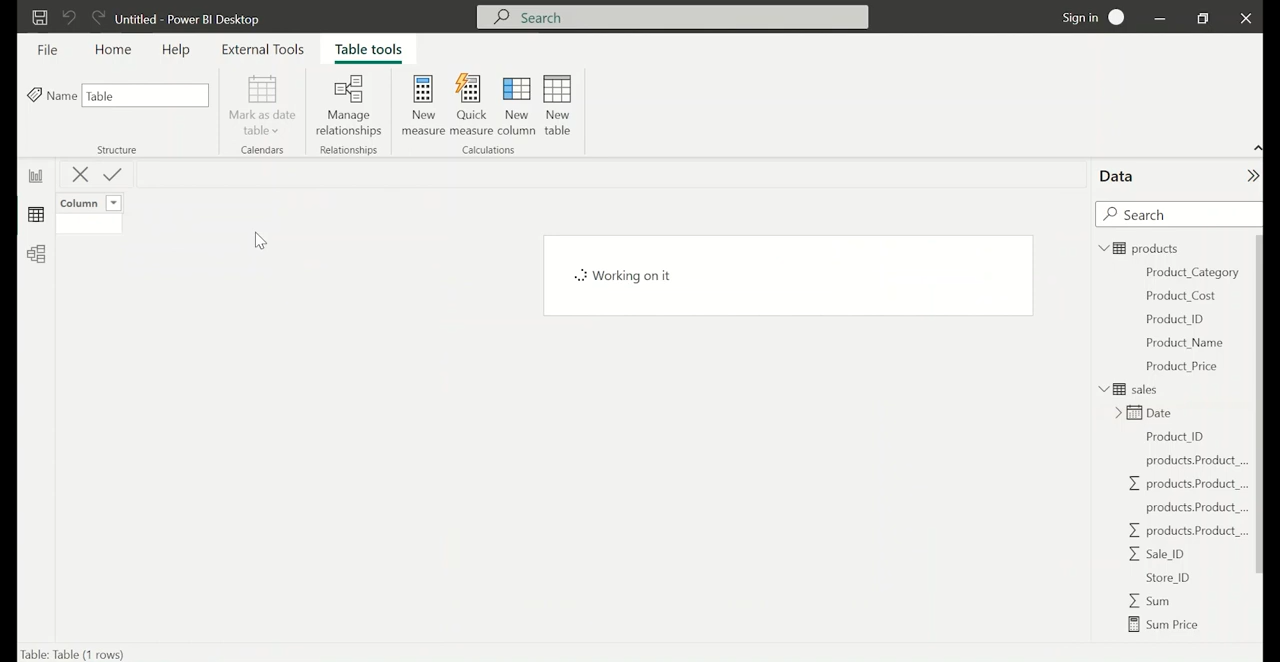 Untitled - Power BI Desktop
Search
Sign in
File
Home
Help
External Tools
Table tools
Name
Table
Mark as date
table
Manage
relationships
New
measure
Quick
measure
New
column
New
table
Structure
Calendars
Relationships
Calculations
Column
Working on it
Data
Search
products
Product_Category
Product_Cost
Product_ID
Product_Name
Product_Price
sales
Date
Product_ID
products.Product_...
Σ products.Product_...
products.Product_...
Σ products.Product_...
Σ Sale_ID
Store_ID
Σ Sum
Sum Price
Table: Table (1 rows)